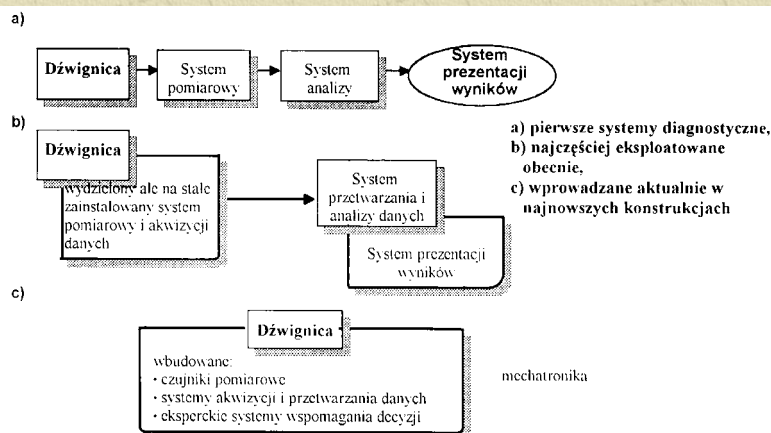 a)
Dźwignica
System pomiarowy
System analizy
System prezentacji wyników
b)
Dźwignica
wydzielony ale na stałe
zainstalowany system
pomiarowy i akwizycji
danych
System
przetwarzania i
analizy danych
System prezentacji
wyników
a) pierwsze systemy diagnostyczne,
b) najczęściej eksploatowane
obecnie,
c) wprowadzane aktualnie w
najnowszych konstrukcjach
c)
Dźwignica
wbudowane:
• czujniki pomiarowe
• systemy akwizycji i przetwarzania danych
• eksperckie systemy wspomagania decyzji
mechatronika